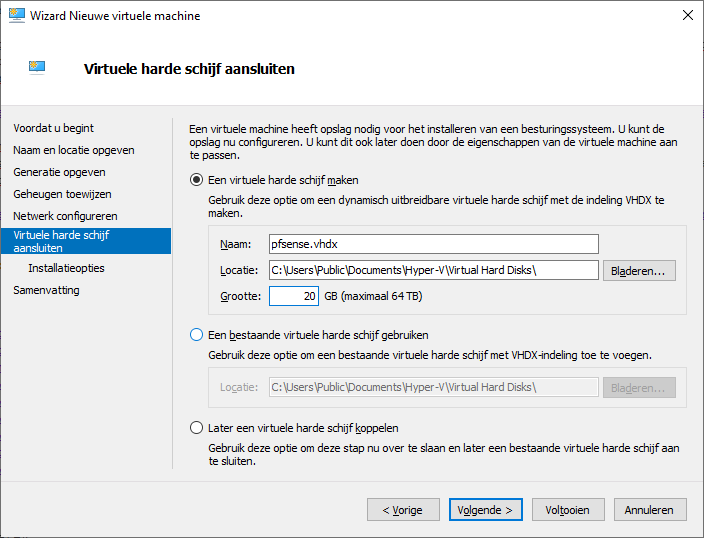 Wizard Nieuwe virtuele machine
Virtuele harde schijf aansluiten
Voordat u begint
Naam en locatie opgeven
Generatie opgeven
Geheugen toewijzen
Netwerk configureren
Virtuele harde schijf
aansluiten
Installatieopties
Samenvatting
Een virtuele machine heeft opslag nodig voor het installeren van een besturingssysteem. U kunt de
opslag nu configureren. U kunt dit ook later doen door de eigenschappen van de virtuele machine aan
te passen.
Een virtuele harde schijf maken
Gebruik deze optie om een dynamisch uitbreidbare virtuele harde schijf met de indeling VHDX te
maken.
Naam: pfsense.vhdx
Locatie: C:\Users\Public\Documents\Hyper-V\Virtual Hard Disks\ Bladeren...
Grootte: 20 GB (maximaal 64 TB)
Een bestaande virtuele harde schijf gebruiken
Gebruik deze optie om een bestaande virtuele harde schijf met VHDX-indeling toe te voegen.
Locatie: C:\Users\Public\Documents\Hyper-V\Virtual Hard Disks\ Bladeren...
Later een virtuele harde schijf koppelen
Gebruik deze optie om deze stap nu over te slaan en later een bestaande virtuele harde schijf aan
te sluiten.
< Vorige Volgende > Voltooien Annuleren